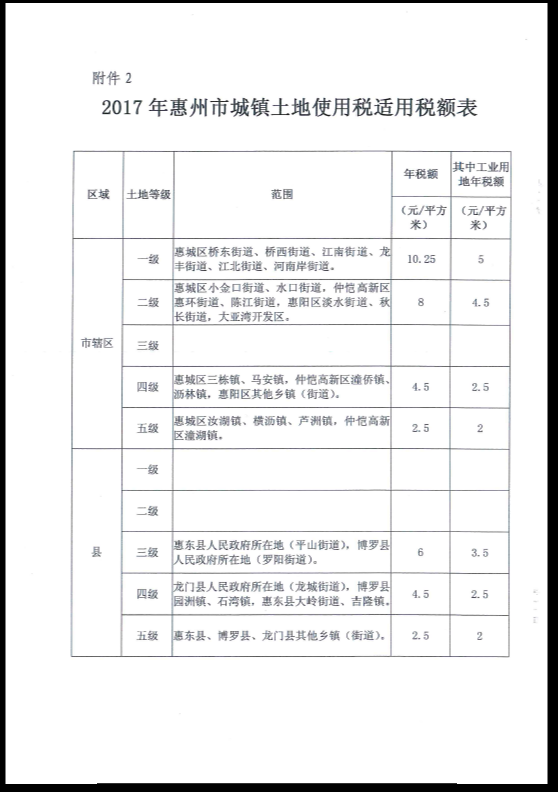 附件2
2017年惠州市城镇土地使用税适用税额表
区域 土地等级 范围 年税额 其中工业用
地年税额
（元/平方
米） （元/平方
米）
市辖区
一级 惠城区桥东街道、桥西街道、江南街道、龙
丰街道、江北街道、河南岸街道。 10.25 5
二级 惠城区小金口街道、水口街道，仲恺高新区
惠环街道、陈江街道，惠阳区淡水街道、秋
长街道，大亚湾开发区。 8 4.5
三级
四级 惠城区三栋镇、马安镇，仲恺高新区潼侨镇、
沥林镇，惠阳区其他乡镇（街道）。 4.5 2.5
五级 惠城区汝湖镇、横沥镇、芦洲镇，仲恺高新
区潼湖镇。 2.5 2
县
一级
二级
三级 惠东县人民政府所在地（平山街道），博罗县
人民政府所在地（罗阳街道）。 6 3.5
四级 龙门县人民政府所在地（龙城街道），博罗县
园洲镇、石湾镇，惠东县大岭街道、吉隆镇。 4.5 2.5
五级 惠东县、博罗县、龙门县其他乡镇（街道）。 2.5 2